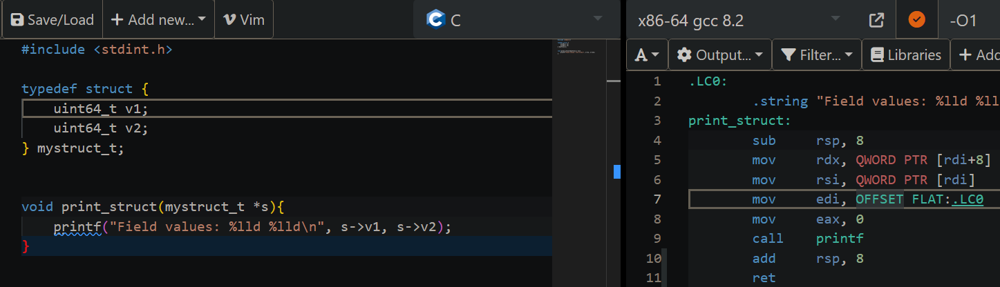 Save/Load
+ Add new...
Vim
C
x86-64 gcc 8.2
-O1
A
Output...
Filter...
Libraries
+ Add
#include <stdint.h>
typedef struct {
    uint64_t v1;
    uint64_t v2;
} mystruct_t;
void print_struct(mystruct_t *s){
    printf("Field values: %lld %lld\n", s->v1, s->v2);
}
1 .LC0:
2         .string "Field values: %lld %ll
3 print_struct:
4         sub     rsp, 8
5         mov     rdx, QWORD PTR [rdi+8]
6         mov     rsi, QWORD PTR [rdi]
7         mov     edi, OFFSET FLAT:.LC0
8         mov     eax, 0
9         call    printf
10         add     rsp, 8
11         ret